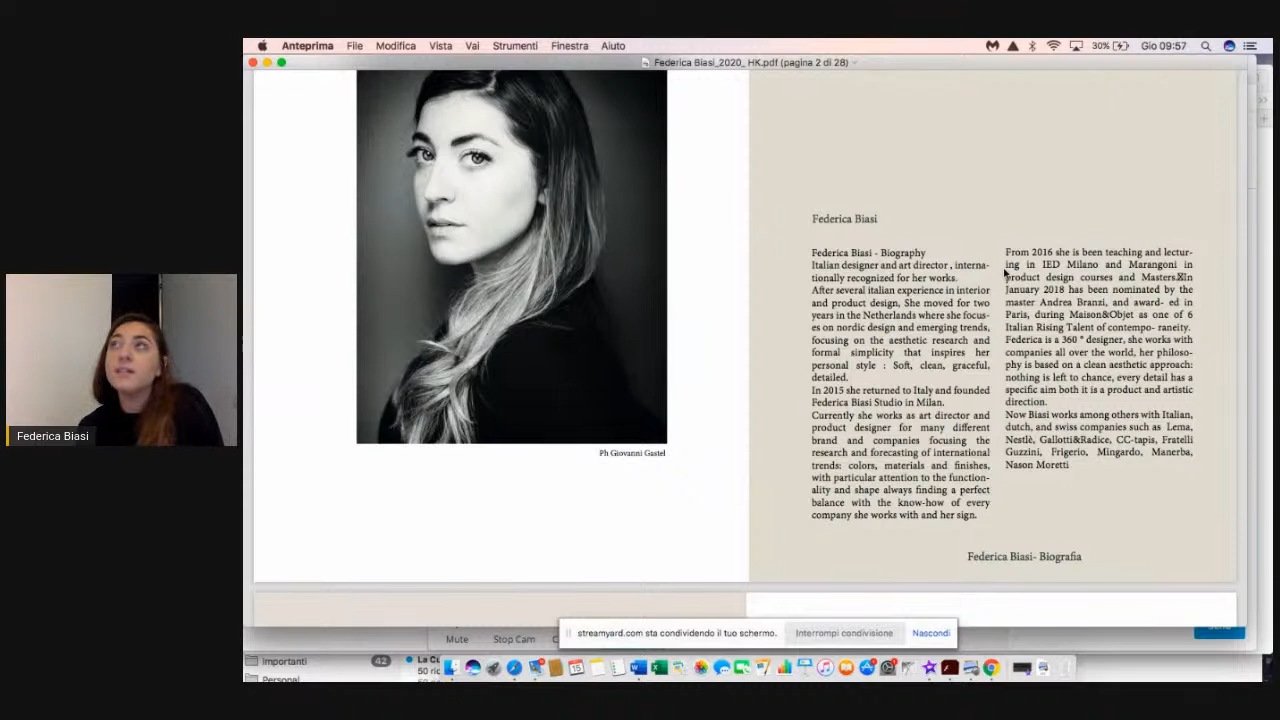 Anteprima File Modifica Vista Vai Strumenti Finestra Aiuto
30% Gio 09:57
Federica Biasi_2020_ HK.pdf (pagina 2 di 28)
Ph Giovanni Gastel
Federica Biasi
Federica Biasi - Biography
Italian designer and art director , interna-
tionally recognized for her works.
After several italian experience in interior
and product design, She moved for two
years in the Netherlands where she focus-
es on nordic design and emerging trends,
focusing on the aesthetic research and
formal simplicity that inspires her
personal style : Soft, clean, graceful,
detailed.
In 2015 she returned to Italy and founded
Federica Biasi Studio in Milan.
Currently she works as art director and
product designer for many different
brand and companies focusing the
research and forecasting of international
trends: colors, materials and finishes,
with particular attention to the function-
ality and shape always finding a perfect
balance with the know-how of every
company she works with and her sign.
From 2016 she is been teaching and lectur-
ing in IED Milano and Marangoni in
product design courses and Masters. In
January 2018 has been nominated by the
master Andrea Branzi, and award- ed in
Paris, during Maison&Objet as one of 6
Italian Rising Talent of contempo- raneity.
Federica is a 360 ° designer, she works with
companies all over the world, her philoso-
phy is based on a clean aesthetic approach:
nothing is left to chance, every detail has a
specific aim both it is a product and artistic
direction.
Now Biasi works among others with Italian,
dutch, and swiss companies such as Lema,
Nestlè, Gallotti&Radice, CC-tapis, Fratelli
Guzzini, Frigerio, Mingardo, Manerba,
Nason Moretti
Federica Biasi- Biografia
Federica Biasi
Mute Stop Cam
streamyard.com sta condividendo il tuo schermo. Interrompi condivisione Nascondi
Importanti 42
Personal
15